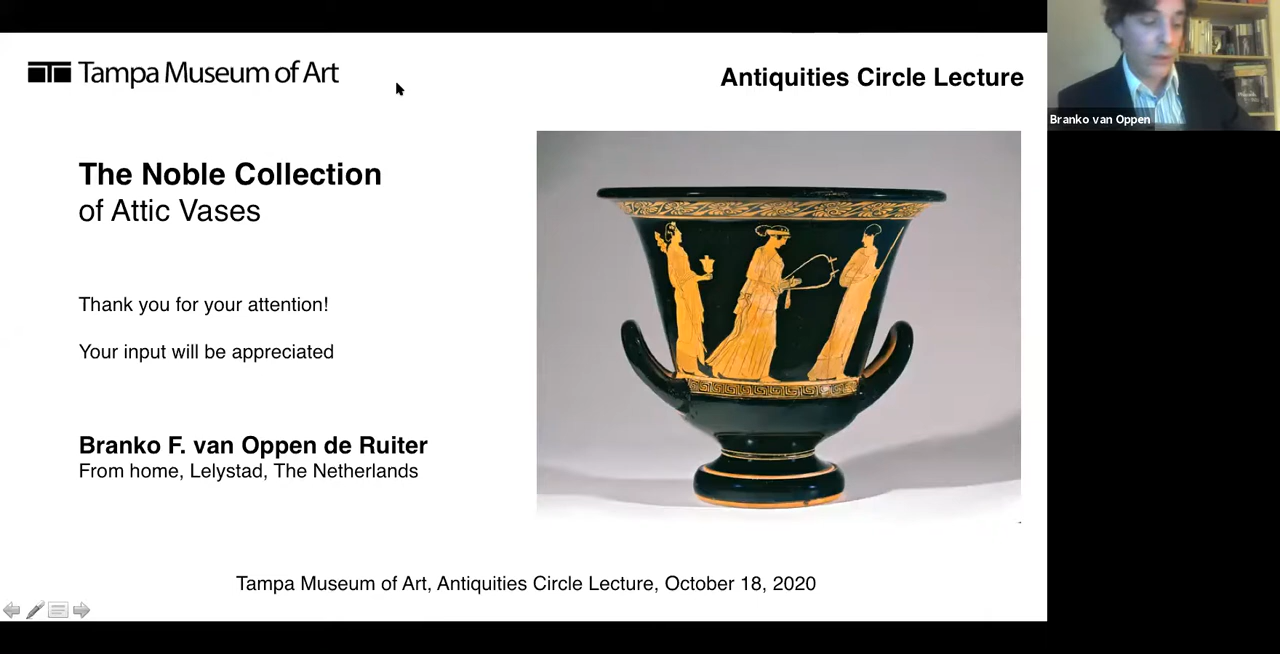 Tampa Museum of Art
Antiquities Circle Lecture
Branko van Oppen
The Noble Collection
of Attic Vases
Thank you for your attention!
Your input will be appreciated
Branko F. van Oppen de Ruiter
From home, Lelystad, The Netherlands
Tampa Museum of Art, Antiquities Circle Lecture, October 18, 2020